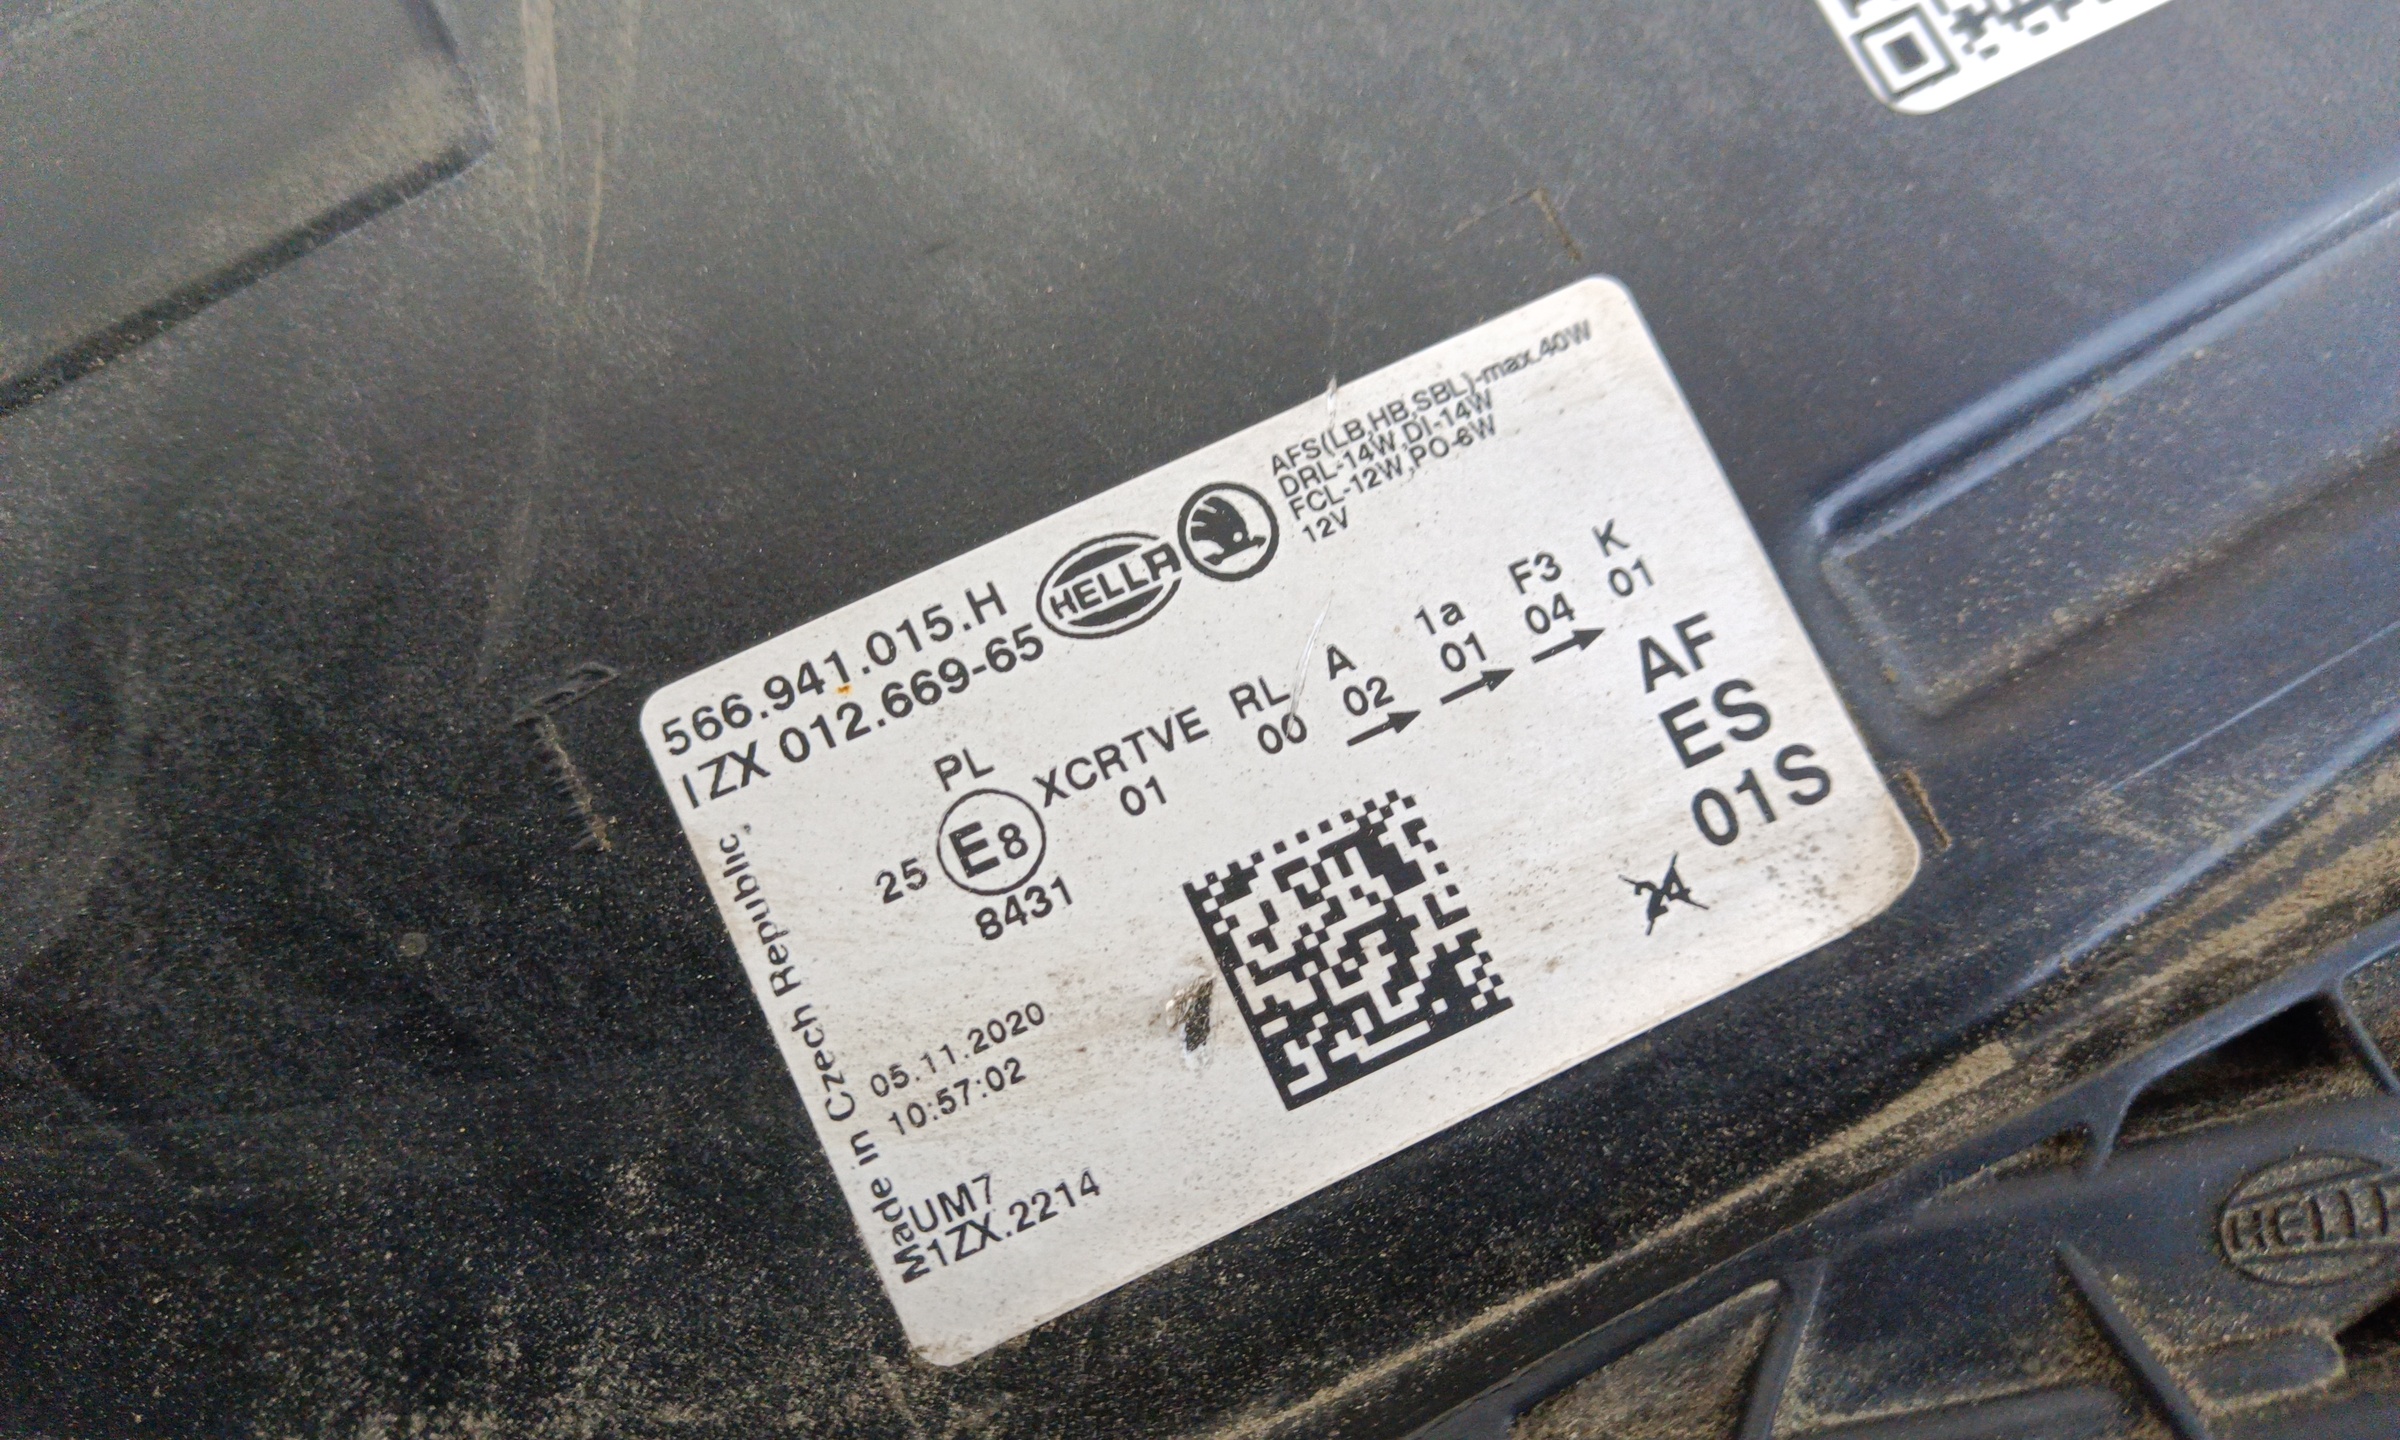 566.941.015.H
1ZX 012.669-65
HELLA
AFS(LB,HB,SBL)-max.40W
DRL-14W,DI-14W
FCL-12W,PO-6W
12V
PL
25 E8 XCRTVE RL A 1a F3 K
8431 01 00 02 01 04 01
AF
ES
01S
24
Made in Czech Republic
05.11.2020
10:57:02
UM7
1ZX.2214
HELLA